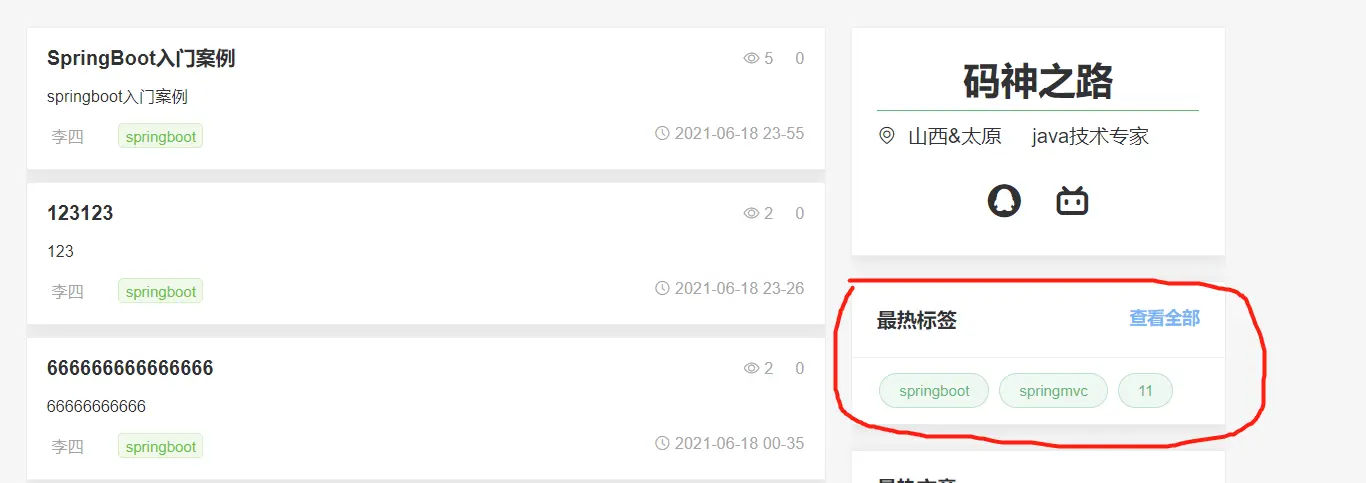 SpringBoot入门案例
5 0
springboot入门案例
李四 springboot
2021-06-18 23-55
123123
2 0
123
李四 springboot
2021-06-18 23-26
666666666666666
2 0
66666666666
李四 springboot
2021-06-18 00-35
码神之路
山西&太原 java技术专家
最热标签 查看全部
springboot springmvc 11